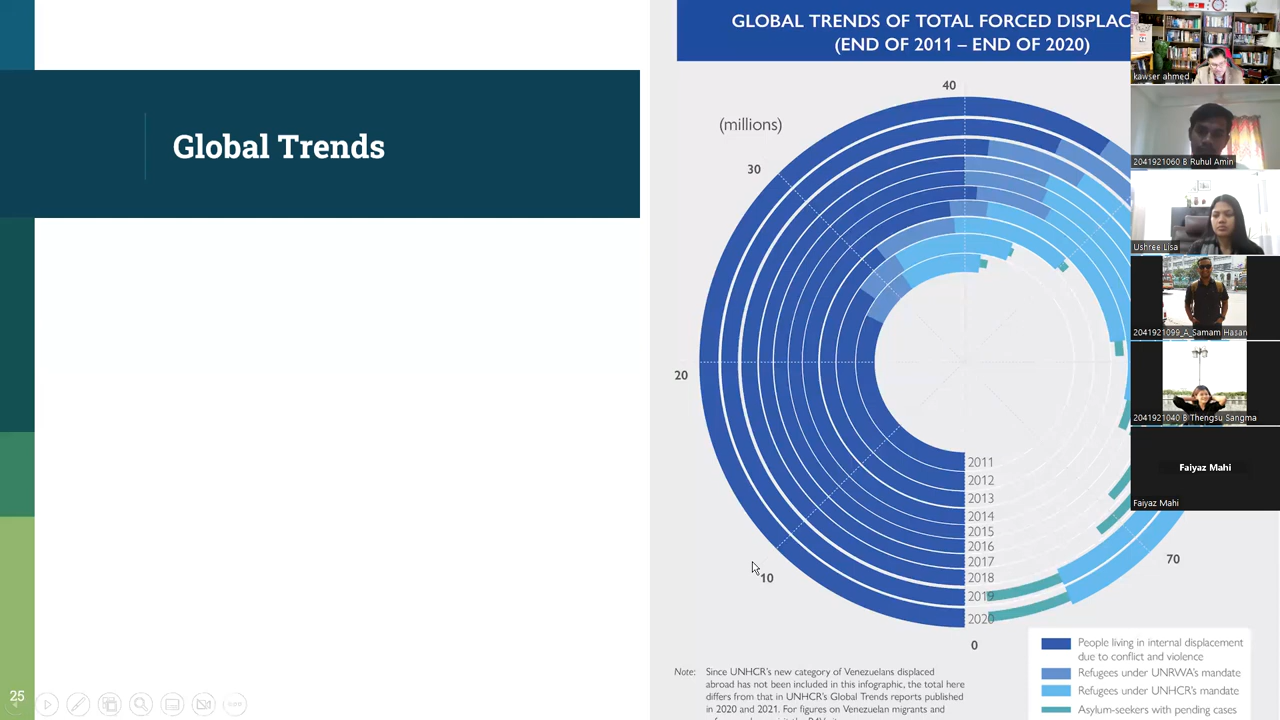 Global Trends
25
GLOBAL TRENDS OF TOTAL FORCED DISPLAC
(END OF 2011 – END OF 2020)
(millions)
40
30
20
10
0
70
2011
2012
2013
2014
2015
2016
2017
2018
2019
2020
People living in internal displacement
due to conflict and violence
Refugees under UNRWA's mandate
Refugees under UNHCR's mandate
Asylum-seekers with pending cases
Note: Since UNHCR's new category of Venezuelans displaced
abroad has not been included in this infographic, the total here
differs from that in UNHCR's Global Trends reports published
in 2020 and 2021. For figures on Venezuelan migrants and
kawser ahmed
2041921060 B Ruhul Amin
Ushree Lisa
2041921099_A_Samam Hasan
2041921040 B Thengsu Sangma
Faiyaz Mahi
Faiyaz Mahi